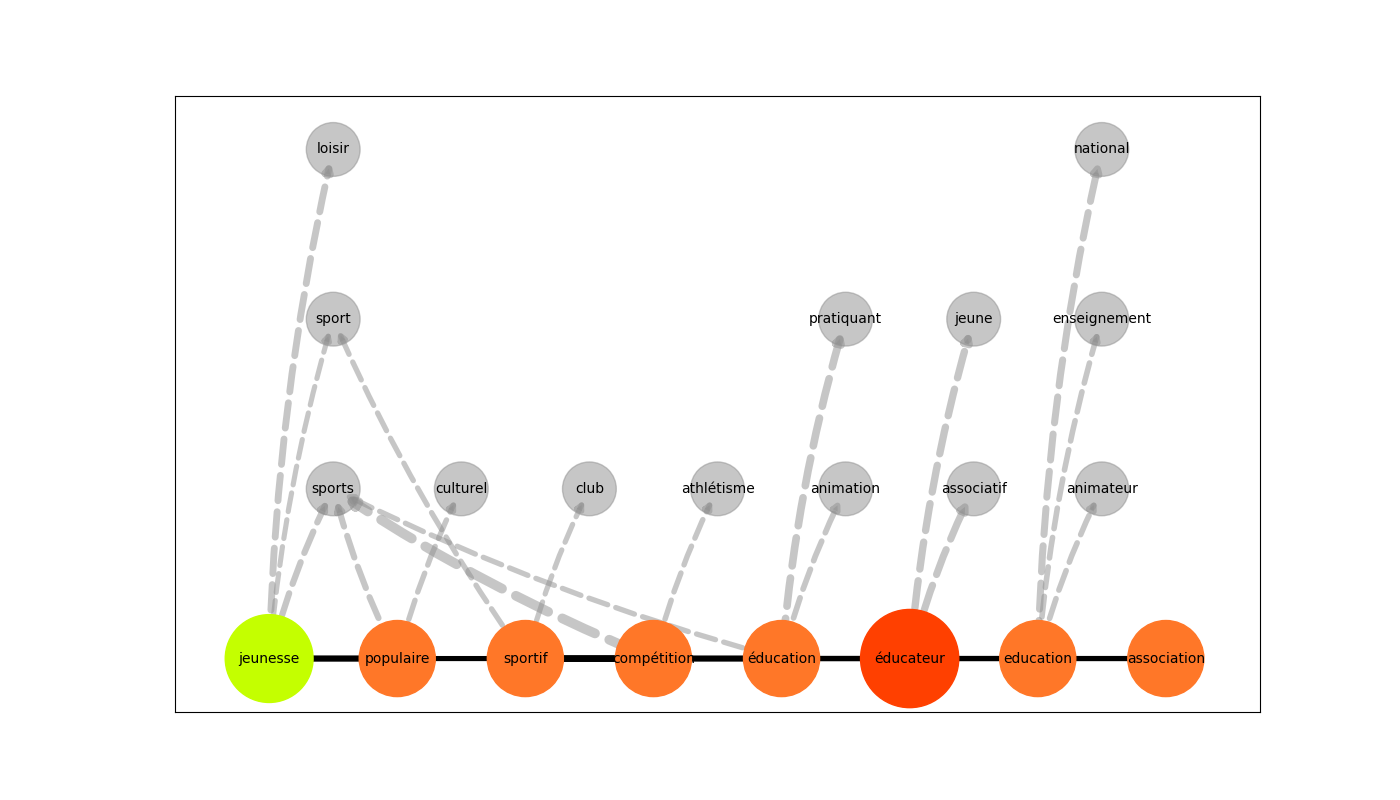 loisir national
sport pratiquant jeune enseignement
sports culturel club athlétisme animation associatif animateur
jeunesse populaire sportif compétition éducation éducateur education association